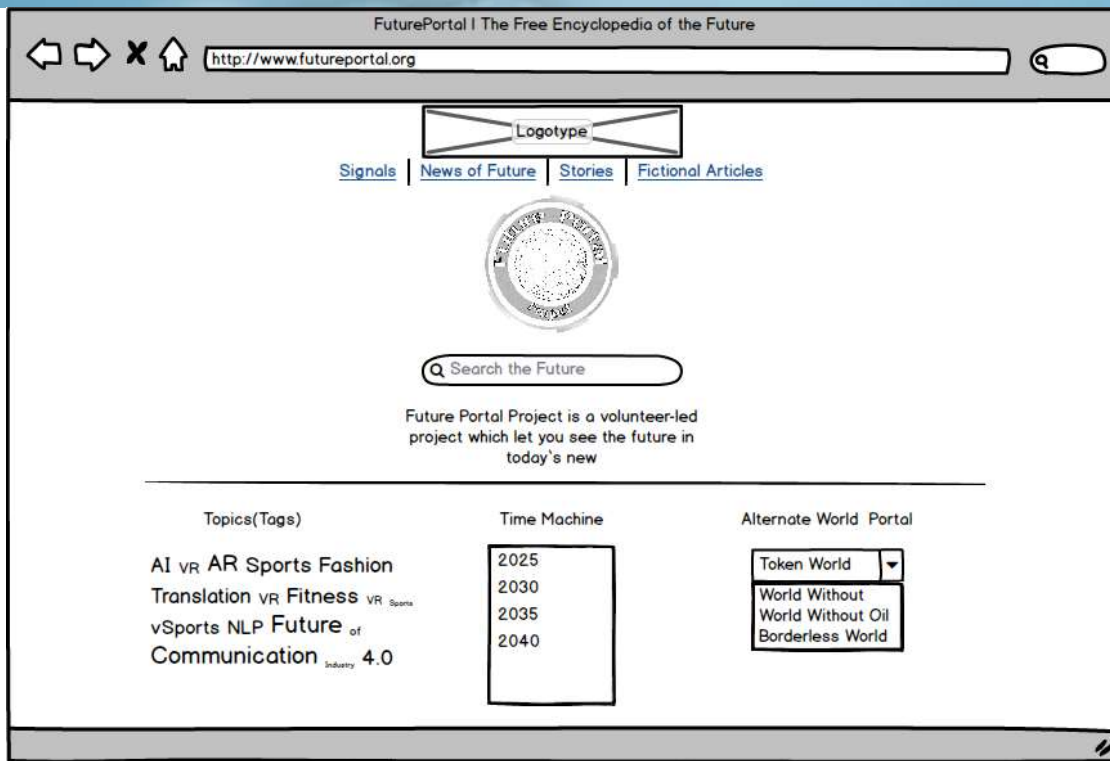 FuturePortal | The Free Encyclopedia of the Future
http://www.futureportal.org
Logotype
Signals | News of Future | Stories | Fictional Articles
Search the Future
Future Portal Project is a volunteer-led
project which let you see the future in
today`s new
Topics(Tags)
AI VR AR Sports Fashion
Translation VR Fitness VR Sports
vSports NLP Future of
Communication Industry 4.0
Time Machine
2025
2030
2035
2040
Alternate World Portal
Token World
World Without
World Without Oil
Borderless World